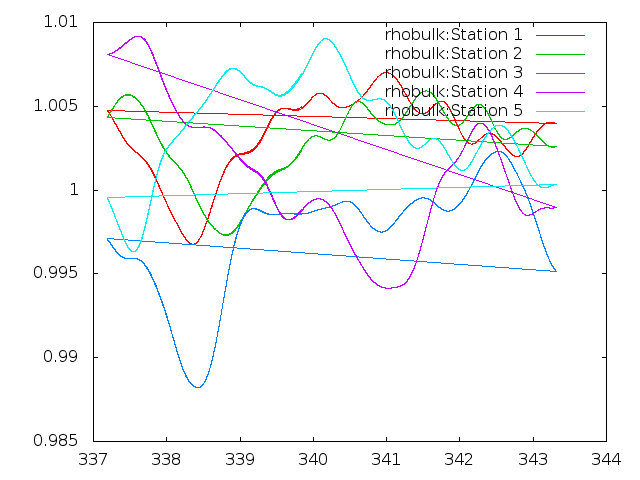 1.01
1.005
1
0.995
0.99
0.985
337 338 339 340 341 342 343 344
rhobulk:Station 1
rhobulk:Station 2
rhobulk:Station 3
rhobulk:Station 4
rhobulk:Station 5